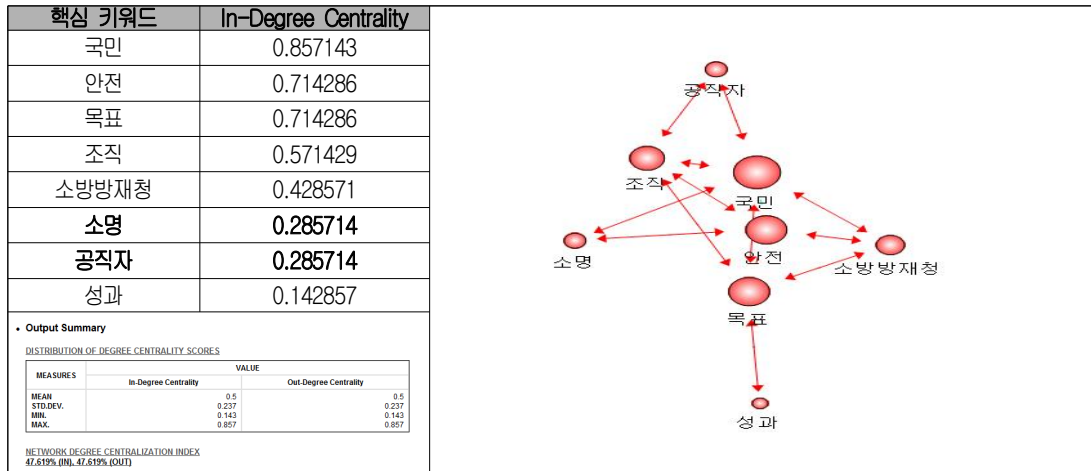 핵심 키워드 In-Degree Centrality
국민 0.857143
안전 0.714286
목표 0.714286
조직 0.571429
소방방재청 0.428571
소명 0.285714
공직자 0.285714
성과 0.142857
• Output Summary
DISTRIBUTION OF DEGREE CENTRALITY SCORES
MEASURES VALUE
In-Degree Centrality Out-Degree Centrality
MEAN 0.5 0.5
STD.DEV. 0.237 0.237
MIN. 0.143 0.143
MAX. 0.857 0.857
NETWORK DEGREE CENTRALIZATION INDEX
47.619% (IN), 47.619% (OUT)
공직자
조직
국민
소명
안전
소방방재청
목표
성과